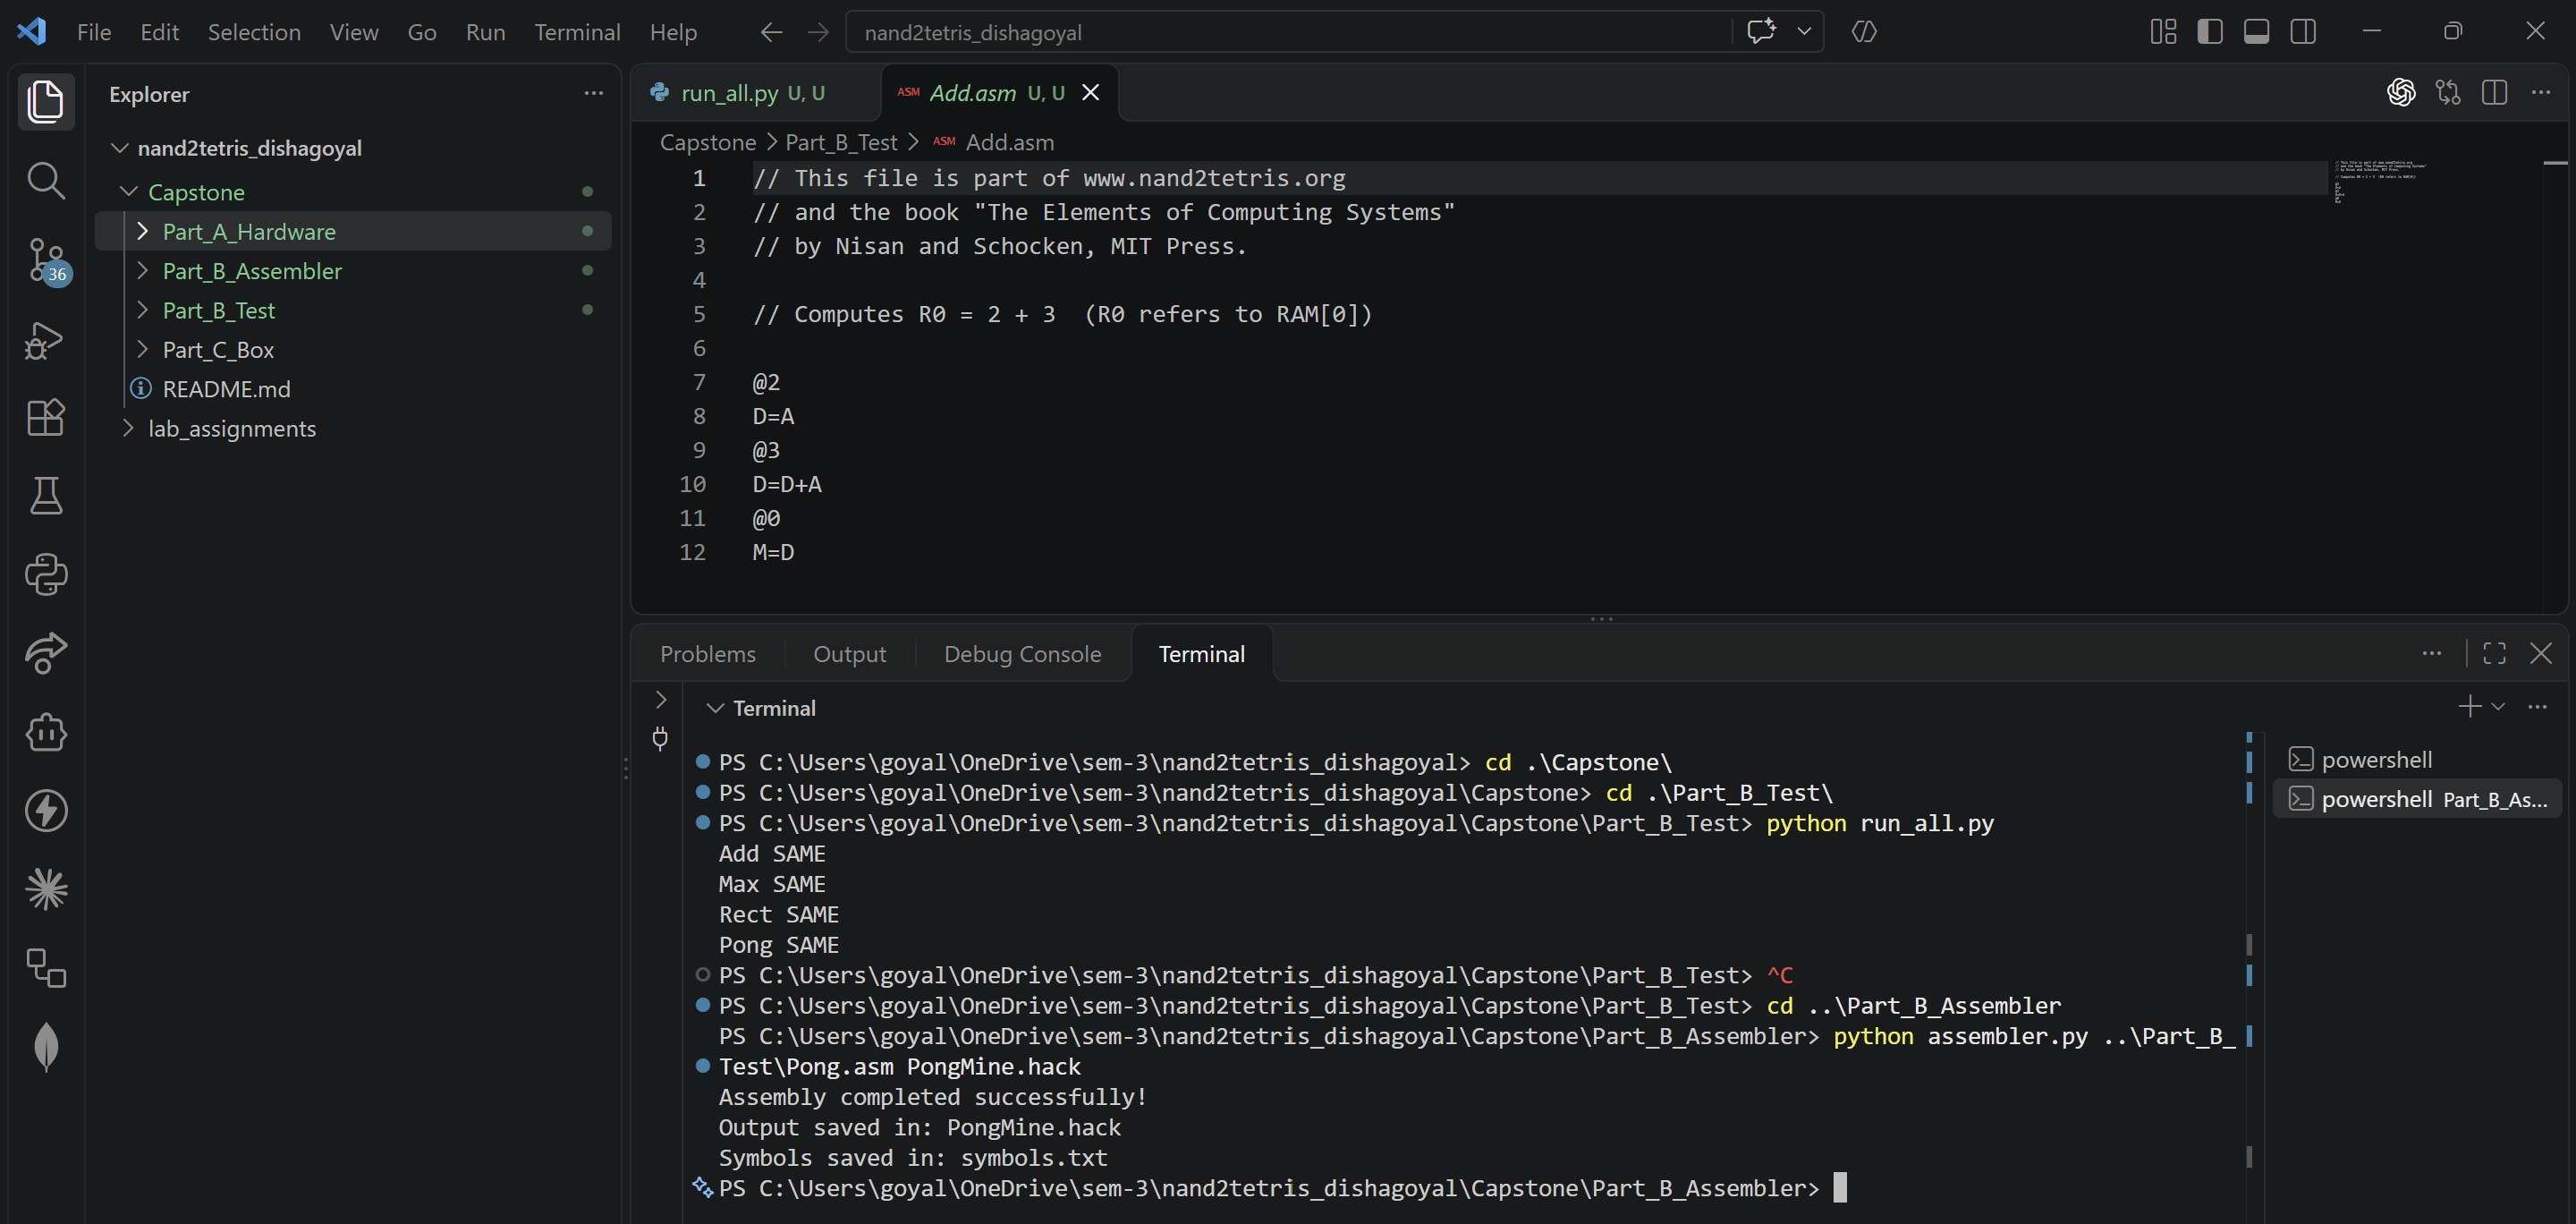 File Edit Selection View Go Run Terminal Help
nand2tetris_dishagoyal
Explorer
nand2tetris_dishagoyal
Capstone
Part_A_Hardware
Part_B_Assembler
Part_B_Test
Part_C_Box
README.md
lab_assignments
36
run_all.py U, U
ASM Add.asm U, U
Capstone > Part_B_Test > ASM Add.asm
1 // This file is part of www.nand2tetris.org
2 // and the book "The Elements of Computing Systems"
3 // by Nisan and Schocken, MIT Press.
4
5 // Computes R0 = 2 + 3  (R0 refers to RAM[0])
6
7 @2
8 D=A
9 @3
10 D=D+A
11 @0
12 M=D
Problems Output Debug Console Terminal
Terminal
PS C:\Users\goyal\OneDrive\sem-3\nand2tetris_dishagoyal> cd .\Capstone\
PS C:\Users\goyal\OneDrive\sem-3\nand2tetris_dishagoyal\Capstone> cd .\Part_B_Test\
PS C:\Users\goyal\OneDrive\sem-3\nand2tetris_dishagoyal\Capstone\Part_B_Test> python run_all.py
Add SAME
Max SAME
Rect SAME
Pong SAME
PS C:\Users\goyal\OneDrive\sem-3\nand2tetris_dishagoyal\Capstone\Part_B_Test> ^C
PS C:\Users\goyal\OneDrive\sem-3\nand2tetris_dishagoyal\Capstone\Part_B_Test> cd ..\Part_B_Assembler
PS C:\Users\goyal\OneDrive\sem-3\nand2tetris_dishagoyal\Capstone\Part_B_Assembler> python assembler.py ..\Part_B_
Test\Pong.asm PongMine.hack
Assembly completed successfully!
Output saved in: PongMine.hack
Symbols saved in: symbols.txt
PS C:\Users\goyal\OneDrive\sem-3\nand2tetris_dishagoyal\Capstone\Part_B_Assembler>
powershell
powershell Part_B_As...